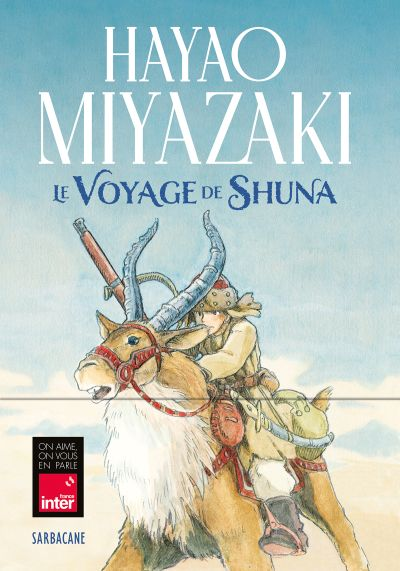 HAYAO
MIYAZAKI
LE VOYAGE DE SHUNA
ON AIME,
ON VOUS
EN PARLE
france
inter
SARBACANE